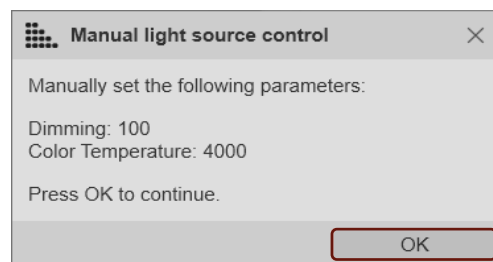 Manual light source control
Manually set the following parameters:
Dimming: 100
Color Temperature: 4000
Press OK to continue.
OK